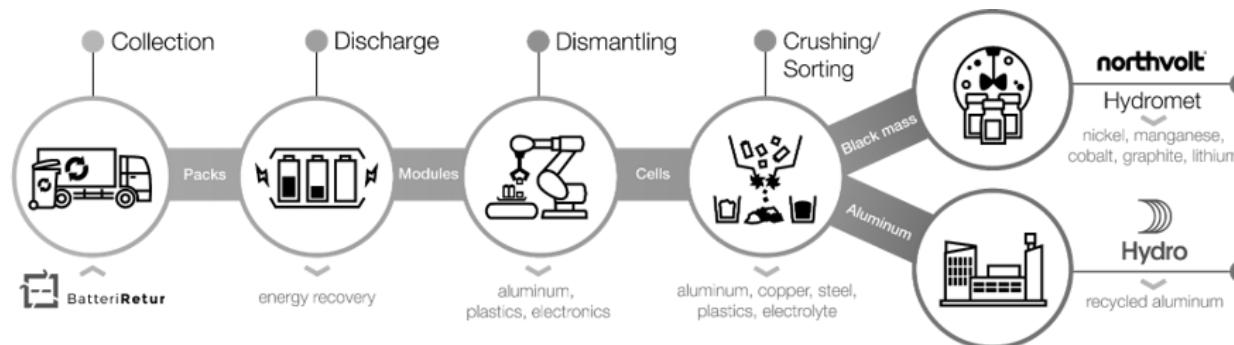 Collection
Discharge
Dismantling
Crushing/
Sorting
Packs
Modules
Cells
Black mass
Aluminum
BatteriRetur
energy recovery
aluminum,
plastics, electronics
aluminum, copper, steel,
plastics, electrolyte
northvolt
Hydromet
nickel, manganese,
cobalt, graphite, lithium
Hydro
recycled aluminum